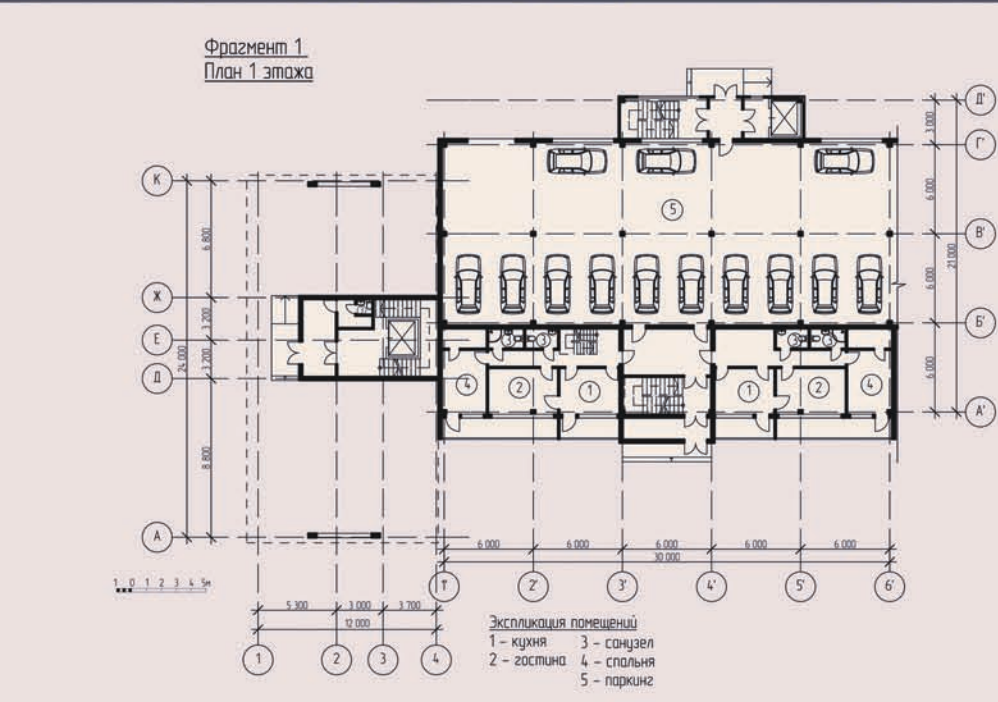 Фрагмент 1
План 1 этажа
Д'
3 000
Г'
К
6 000
5
6 800
В'
21 000
6 000
Ж
3 200
Б'
Е
24 000
3 200
3 3 3 3
6 000
Д
4 2 1 1 2 4
А'
8 800
А
6 000 6 000 6 000 6 000 6 000
30 000
1 0 1 2 3 4 5м
1' 2' 3' 4' 5' 6'
5 300 3 000 3 700
12 000
1 2 3 4
Экспликация помещений
1 – кухня 3 – санузел
2 – гостина 4 – спальня
5 – паркинг